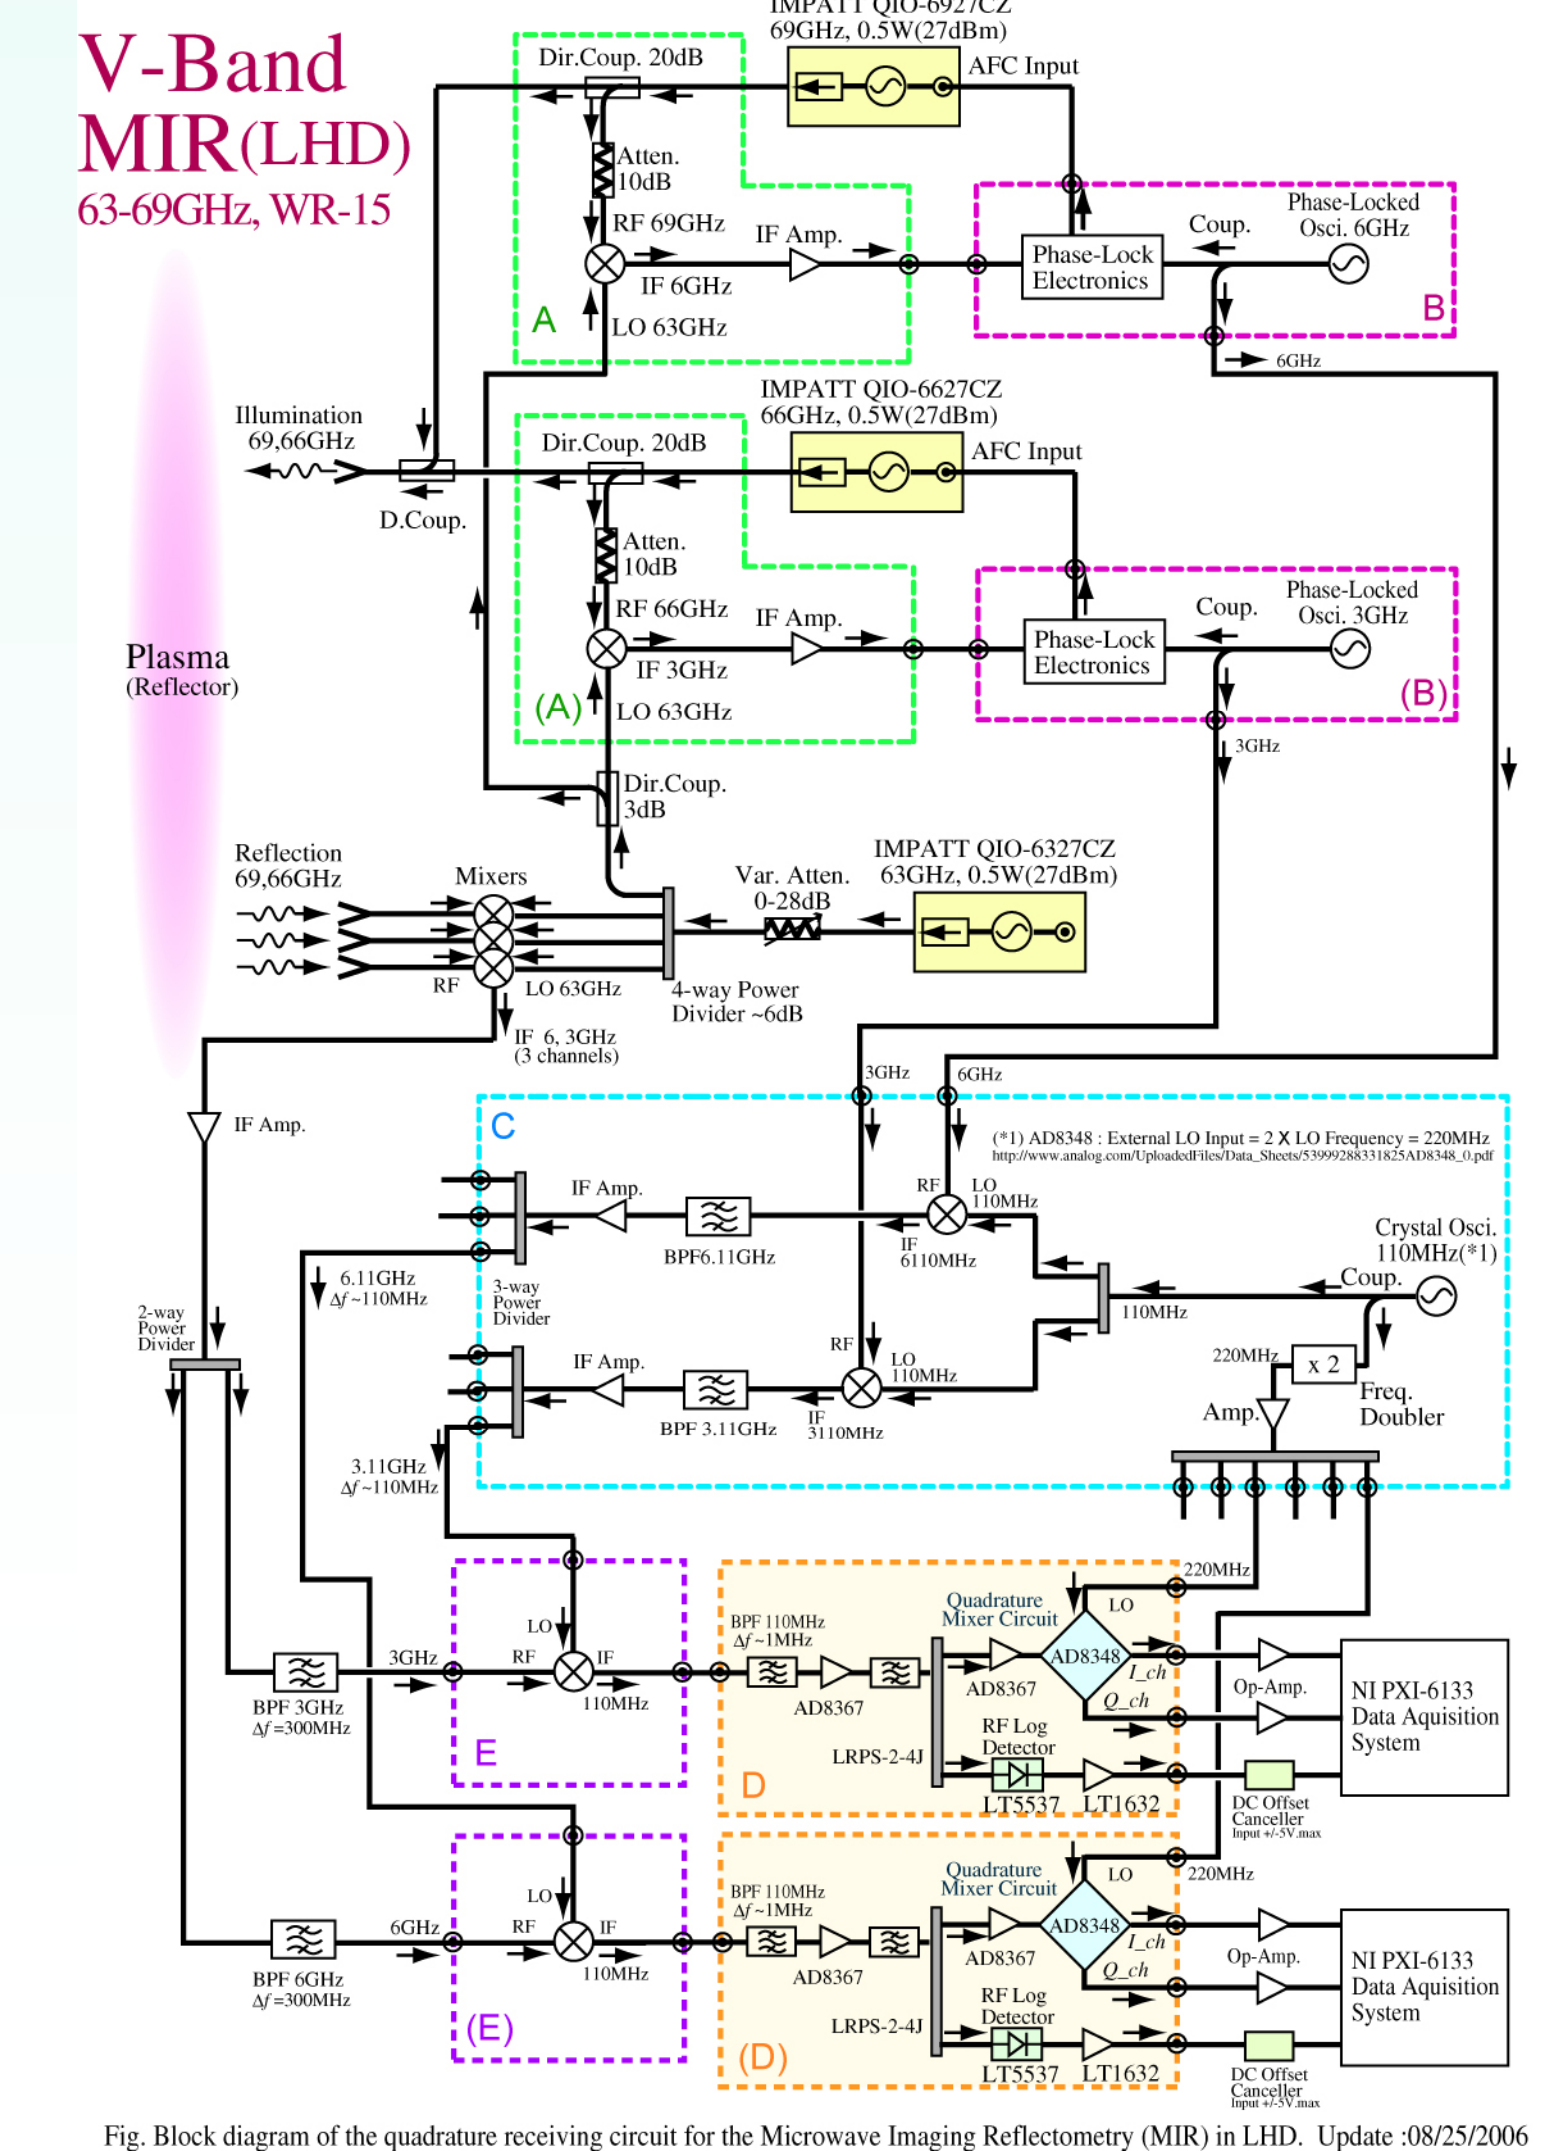 IMPATT QIO-6927CZ
69GHz, 0.5W(27dBm)
V-Band
MIR(LHD)
63-69GHz, WR-15
Dir.Coup. 20dB
AFC Input
Atten.
10dB
RF 69GHz
IF Amp.
IF 6GHz
LO 63GHz
A
Coup.
Phase-Locked
Osci. 6GHz
Phase-Lock
Electronics
B
6GHz
Illumination
69,66GHz
D.Coup.
IMPATT QIO-6627CZ
66GHz, 0.5W(27dBm)
Dir.Coup. 20dB
AFC Input
Atten.
10dB
RF 66GHz
IF Amp.
IF 3GHz
LO 63GHz
(A)
Coup.
Phase-Locked
Osci. 3GHz
Phase-Lock
Electronics
(B)
3GHz
Plasma
(Reflector)
Dir.Coup.
3dB
Reflection
69,66GHz
Mixers
Var. Atten.
0-28dB
IMPATT QIO-6327CZ
63GHz, 0.5W(27dBm)
RF
LO 63GHz
4-way Power
Divider ~6dB
IF 6, 3GHz
(3 channels)
IF Amp.
3GHz
6GHz
C
(*1) AD8348 : External LO Input = 2 X LO Frequency = 220MHz
http://www.analog.com/UploadedFiles/Data_Sheets/53999288331825AD8348_0.pdf
IF Amp.
BPF6.11GHz
RF
LO
110MHz
IF
6110MHz
Crystal Osci.
110MHz(*1)
Coup.
110MHz
6.11GHz
Δf ~110MHz
3-way
Power
Divider
2-way
Power
Divider
IF Amp.
BPF 3.11GHz
RF
LO
110MHz
IF
3110MHz
220MHz
x 2
Freq.
Doubler
Amp.
3.11GHz
Δf ~110MHz
220MHz
LO
RF
IF
110MHz
3GHz
BPF 3GHz
Δf =300MHz
E
BPF 110MHz
Δf ~1MHz
AD8367
Quadrature
Mixer Circuit
LO
AD8348
AD8367
I_ch
Q_ch
RF Log
Detector
LRPS-2-4J
LT5537
LT1632
D
Op-Amp.
NI PXI-6133
Data Aquisition
System
DC Offset
Canceller
Input +/-5V.max
LO
RF
IF
110MHz
6GHz
BPF 6GHz
Δf =300MHz
(E)
BPF 110MHz
Δf ~1MHz
AD8367
Quadrature
Mixer Circuit
LO
220MHz
AD8348
AD8367
I_ch
Q_ch
RF Log
Detector
LRPS-2-4J
LT5537
LT1632
(D)
Op-Amp.
NI PXI-6133
Data Aquisition
System
DC Offset
Canceller
Input +/-5V.max
Fig. Block diagram of the quadrature receiving circuit for the Microwave Imaging Reflectometry (MIR) in LHD. Update :08/25/2006